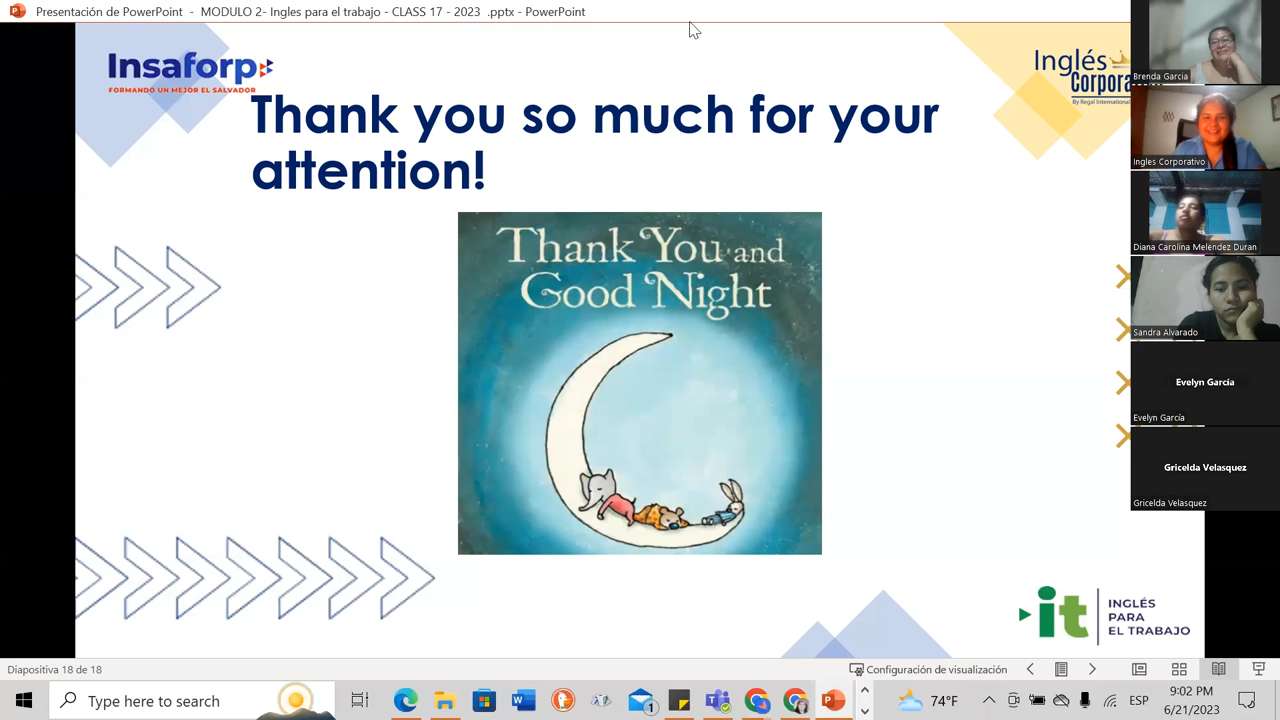 Presentación de PowerPoint - MODULO 2- Ingles para el trabajo - CLASS 17 - 2023 .pptx - PowerPoint
Insaforp
FORMANDO UN MEJOR EL SALVADOR
Inglés
Corporat
By Regal International
Thank you so much for your
attention!
Thank You and
Good Night
it
INGLÉS
PARA
EL TRABAJO
Brenda Garcia
Ingles Corporativo
Diana Carolina Melendez Duran
Sandra Alvarado
Evelyn García
Evelyn García
Gricelda Velasquez
Gricelda Velasquez
Diapositiva 18 de 18
Configuración de visualización
Type here to search
1
74°F
ESP
9:02 PM
6/21/2023